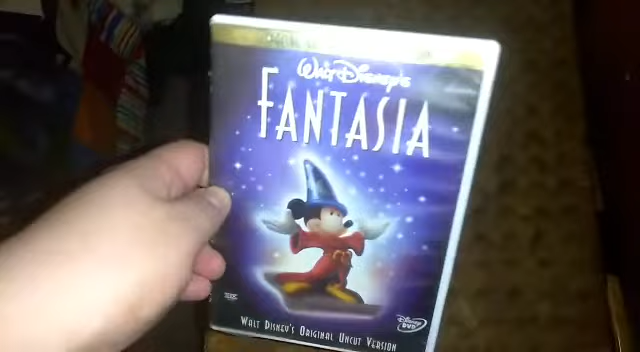 Walt Disney's
FANTASIA
WALT DISNEY'S ORIGINAL UNCUT VERSION
Disney
DVD